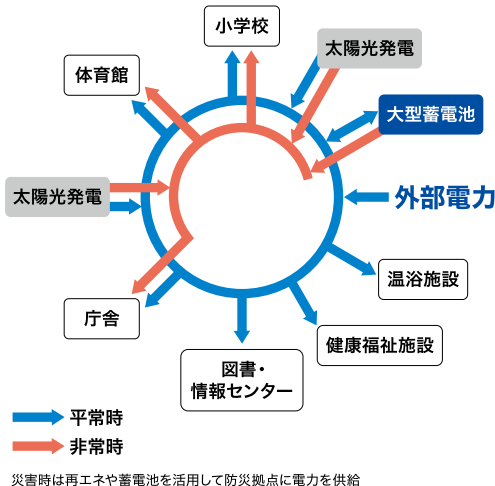 小学校
体育館
太陽光発電
大型蓄電池
太陽光発電
外部電力
温浴施設
庁舎
健康福祉施設
図書・
情報センター
平常時
非常時
災害時は再エネや蓄電池を活用して防災拠点に電力を供給